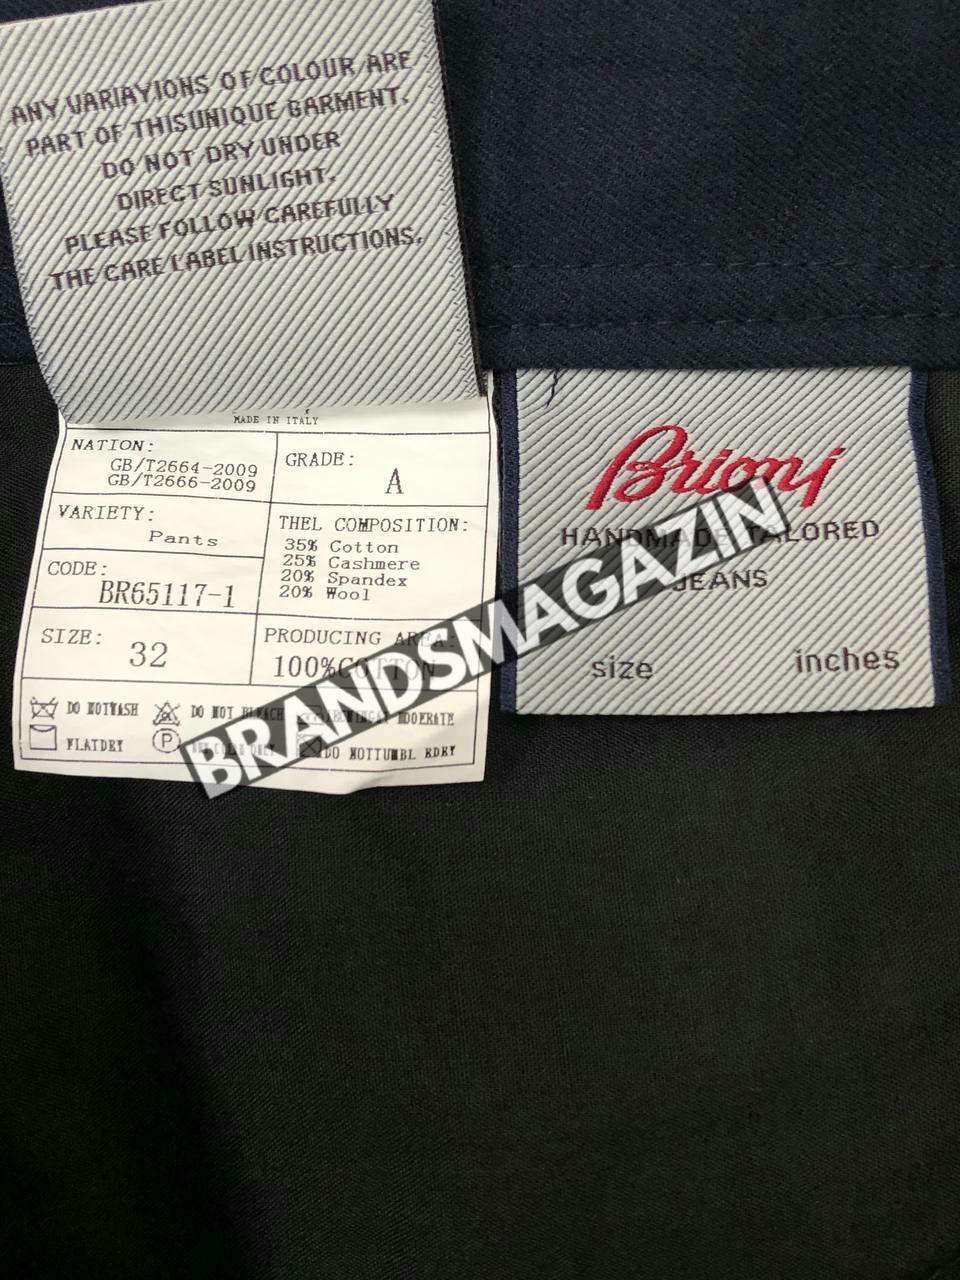 ANY VARIAYIONS OF COLOUR ARE
PART OF THISUNIQUE GARMENT.
DO NOT DRY UNDER
DIRECT SUNLIGHT.
PLEASE FOLLOW CAREFULLY
THE CARE LABEL INSTRUCTIONS.
MADE IN ITALY
NATION:
GB/T2664-2009
GB/T2666-2009
GRADE:
A
VARIETY:
Pants
THEL COMPOSITION:
35% Cotton
25% Cashmere
20% Spandex
20% Wool
CODE:
BR65117-1
SIZE:
32
PRODUCING AREA:
100%COTTON
DO NOTWASH
DO NOT BLEACH
MODERATE
FLATDRY
P
DO NOTTUMBL RDRY
Brioni
HANDMADE TAILORED
JEANS
size inches
BRANDSMAGAZIN